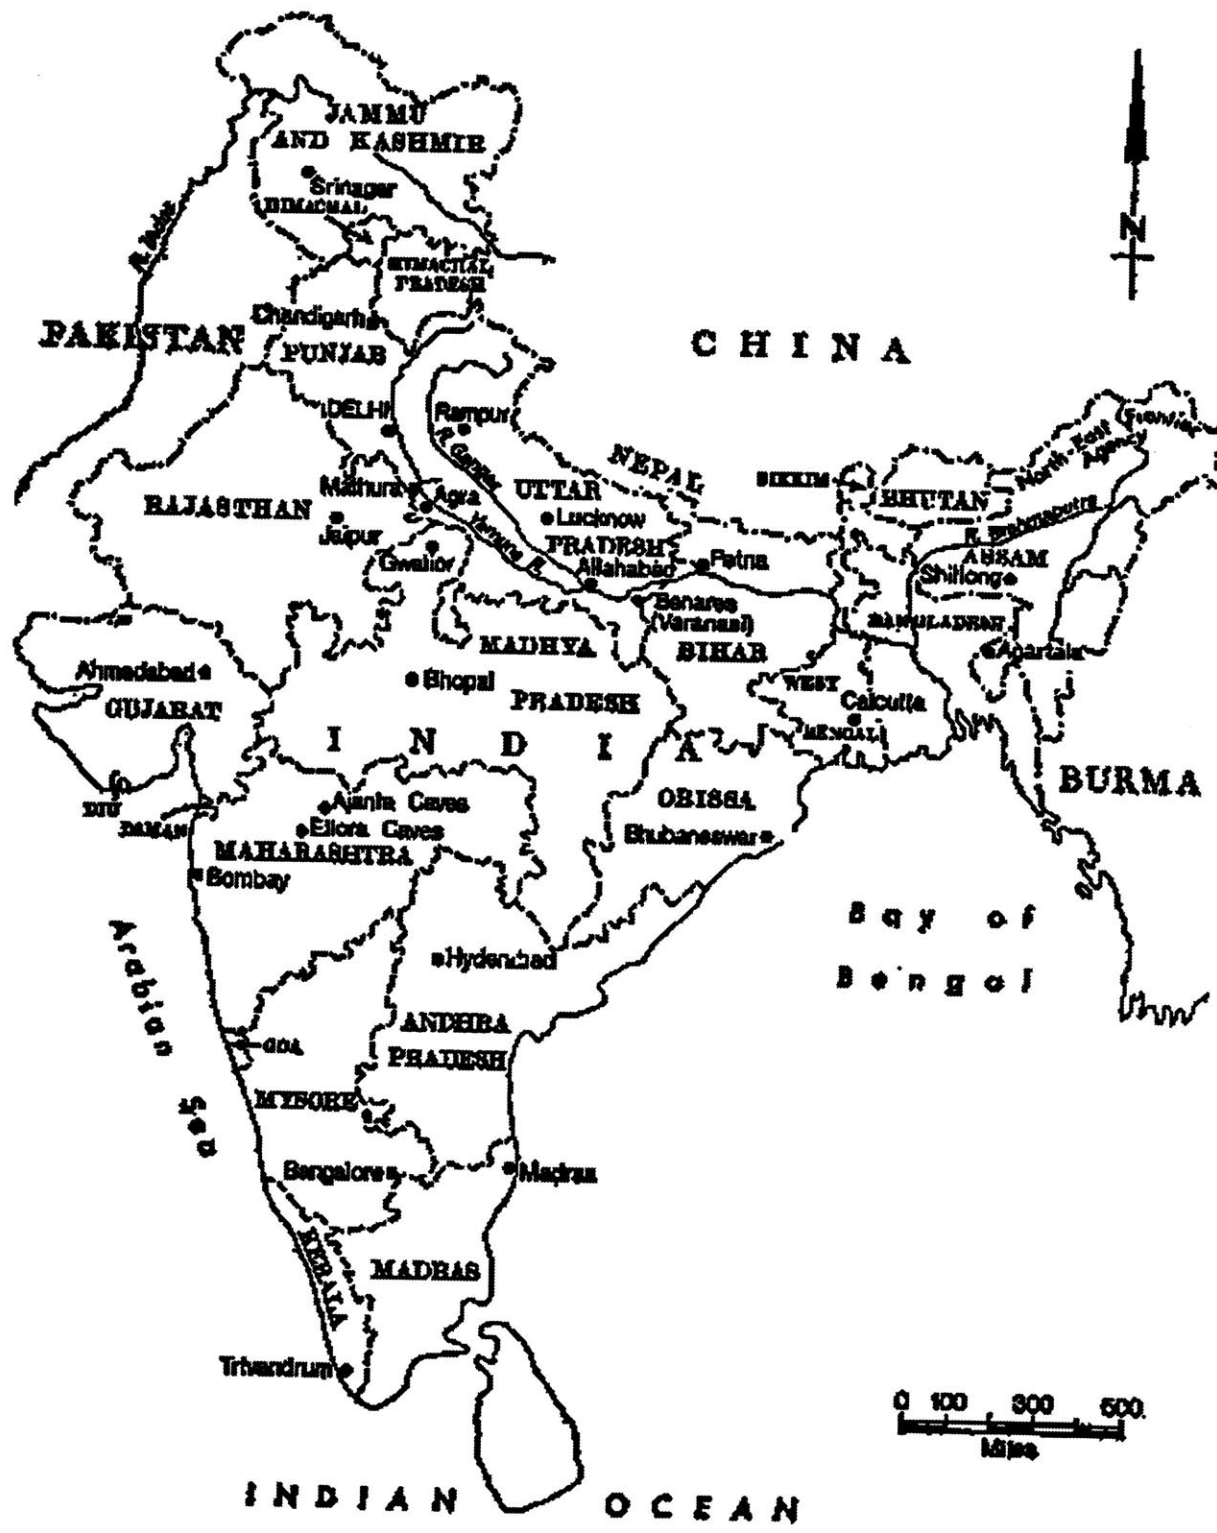 JAMMU
AND KASHMIR
Srinagar
HIMACHAL
R. Indus
HIMACHAL
PRADESH
N
Chandigarh
PAKISTAN
PUNJAB
CHINA
DELHI
Rampur
R. Ganges
NEPAL
North-East Frontier
Agency
SIKKIM
BHUTAN
R. Brahmaputra
RAJASTHAN
Mathura
Agra
Jaipur
Gwalior
Yamuna R.
UTTAR
Lucknow
PRADESH
Allahabad
Patna
ASSAM
Shillong
Benares
(Varanasi)
BANGLADESH
Agartala
MADHYA
BIHAR
Ahmedabad
Bhopal
GUJARAT
PRADESH
WEST
Calcutta
BENGAL
INDIA
BURMA
DIU
DAMAN
Ajanta Caves
Ellora Caves
MAHARASHTRA
Bombay
ORISSA
Bhubaneswar
Bay of
Bengal
Arabian Sea
Hyderabad
ANDHRA
PRADESH
GOA
MYSORE
Bangalore
Madras
KERALA
MADRAS
Trivandrum
0 100 300 500
Miles
INDIAN OCEAN